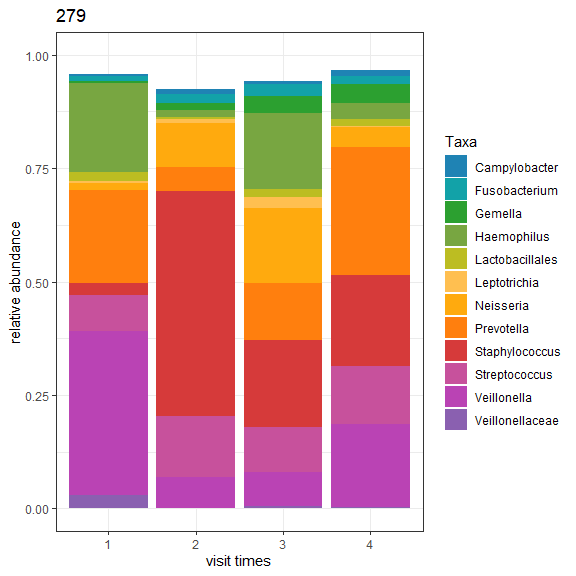 279
1.00
0.75
0.50
0.25
0.00
relative abundance
1 2 3 4
visit times
Taxa
Campylobacter
Fusobacterium
Gemella
Haemophilus
Lactobacillales
Leptotrichia
Neisseria
Prevotella
Staphylococcus
Streptococcus
Veillonella
Veillonellaceae